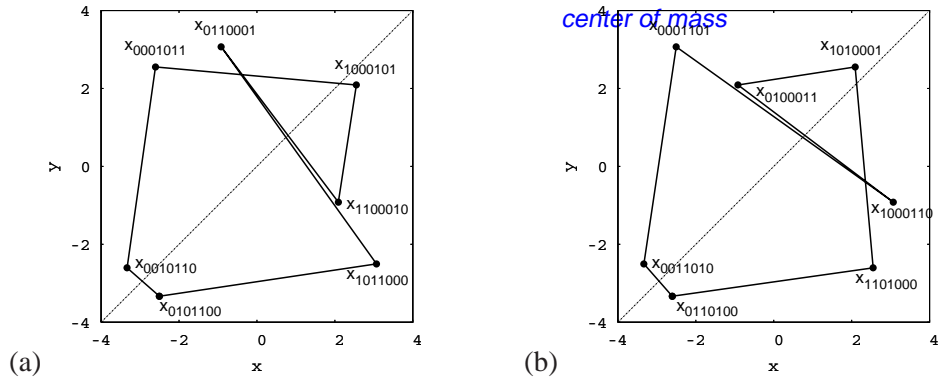 center of mass
4
x0110001
x0001011
x1000101
2
y
0
x1100010
-2
x0010110
x1011000
x0101100
-4
-4 -2 0 2 4
(a)
x
4
x0001101
x1010001
2
x0100011
y
0
x1000110
-2
x0011010
x1101000
x0110100
-4
-4 -2 0 2 4
(b)
x